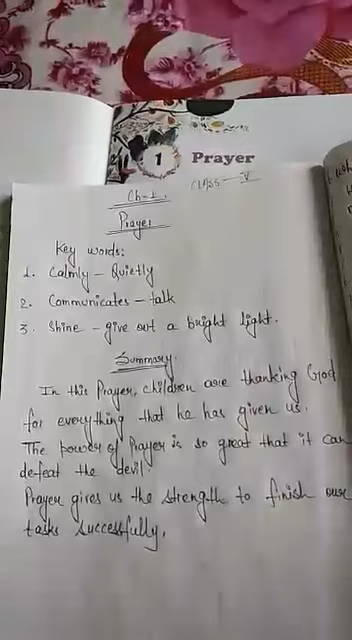 1 Prayer
CLASS - V
Ch-1.
Prayer
Key words:
1. Calmly - Quietly
2. Communicates - talk
3. Shine - give out a bright light.
Summary
In this Prayer, children are thanking God
for everything that he has given us.
The power of Prayer is so great that it can
defeat the devil
Prayer gives us the strength to finish our
tasks successfully.